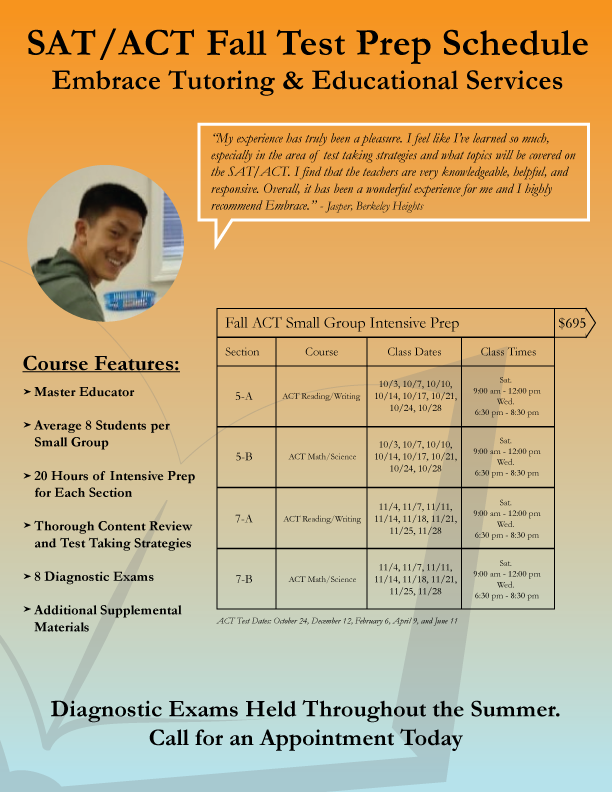 SAT/ACT Fall Test Prep Schedule
Embrace Tutoring & Educational Services
“My experience has truly been a pleasure. I feel like I’ve learned so much,
especially in the area of test taking strategies and what topics will be covered on
the SAT/ACT. I find that the teachers are very knowledgeable, helpful, and
responsive. Overall, it has been a wonderful experience for me and I highly
recommend Embrace.” - Jasper, Berkeley Heights
Course Features:
➢ Master Educator
➢ Average 8 Students per
Small Group
➢ 20 Hours of Intensive Prep
for Each Section
➢ Thorough Content Review
and Test Taking Strategies
➢ 8 Diagnostic Exams
➢ Additional Supplemental
Materials
Fall ACT Small Group Intensive Prep $695
Section Course Class Dates Class Times
5-A
ACT Reading/Writing
10/3, 10/7, 10/10,
10/14, 10/17, 10/21,
10/24, 10/28
Sat.
9:00 am - 12:00 pm
Wed.
6:30 pm - 8:30 pm
5-B
ACT Math/Science
10/3, 10/7, 10/10,
10/14, 10/17, 10/21,
10/24, 10/28
Sat.
9:00 am - 12:00 pm
Wed.
6:30 pm - 8:30 pm
7-A
ACT Reading/Writing
11/4, 11/7, 11/11,
11/14, 11/18, 11/21,
11/25, 11/28
Sat.
9:00 am - 12:00 pm
Wed.
6:30 pm - 8:30 pm
7-B
ACT Math/Science
11/4, 11/7, 11/11,
11/14, 11/18, 11/21,
11/25, 11/28
Sat.
9:00 am - 12:00 pm
Wed.
6:30 pm - 8:30 pm
ACT Test Dates: October 24, December 12, February 6, April 9, and June 11
Diagnostic Exams Held Throughout the Summer.
Call for an Appointment Today